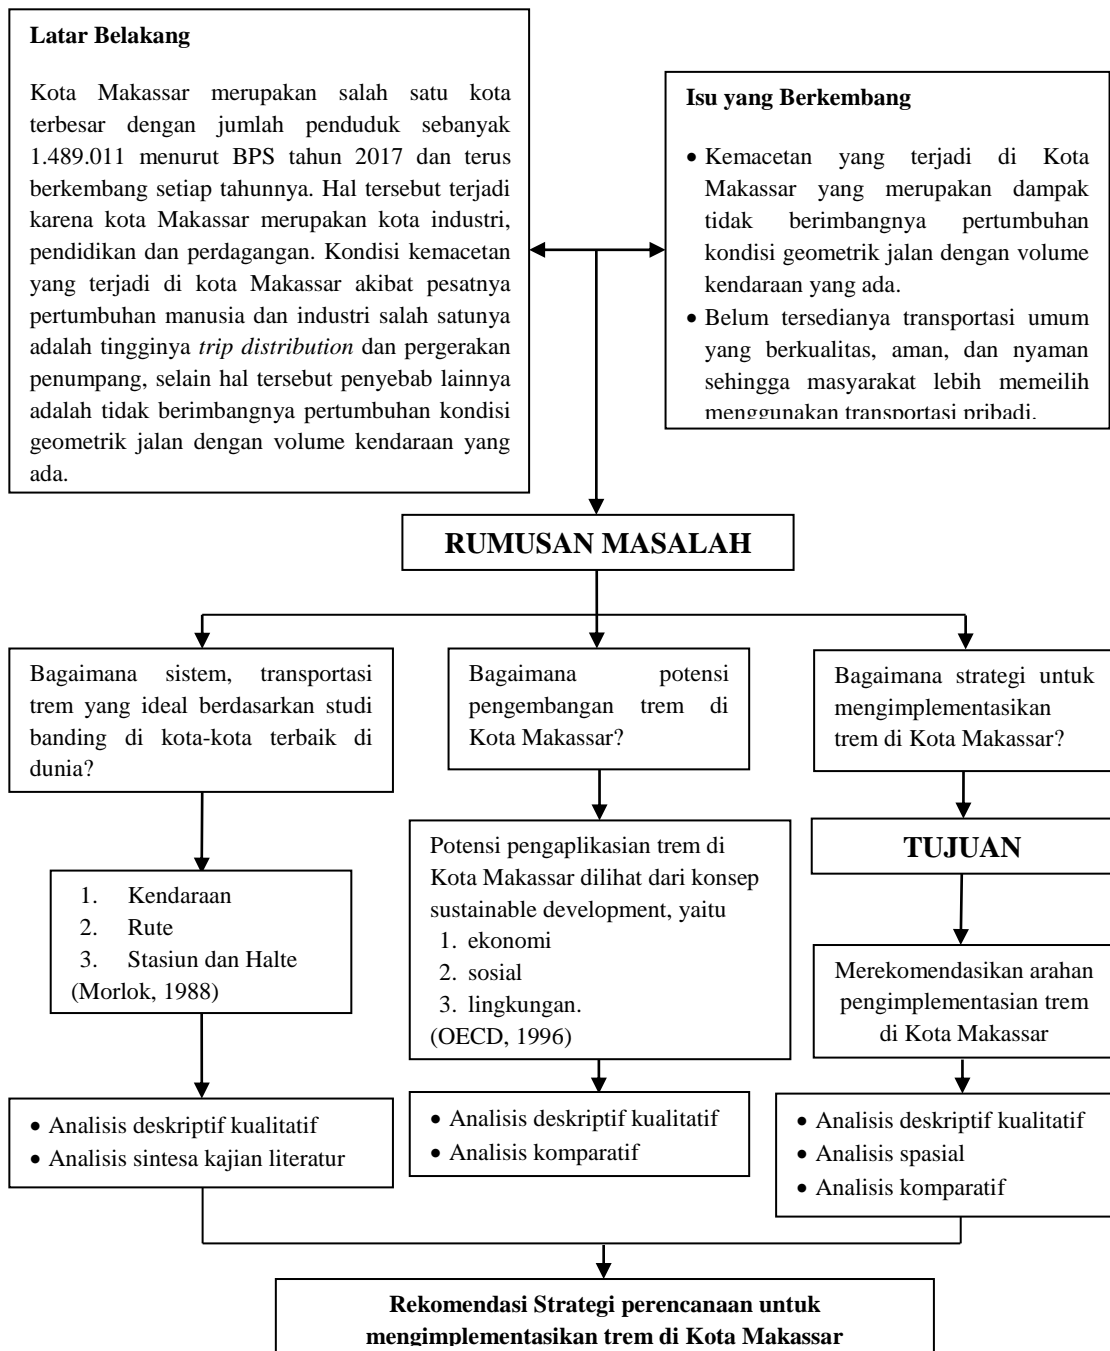 Latar Belakang
Kota Makassar merupakan salah satu kota
terbesar dengan jumlah penduduk sebanyak
1.489.011 menurut BPS tahun 2017 dan terus
berkembang setiap tahunnya. Hal tersebut terjadi
karena kota Makassar merupakan kota industri,
pendidikan dan perdagangan. Kondisi kemacetan
yang terjadi di kota Makassar akibat pesatnya
pertumbuhan manusia dan industri salah satunya
adalah tingginya trip distribution dan pergerakan
penumpang, selain hal tersebut penyebab lainnya
adalah tidak berimbangnya pertumbuhan kondisi
geometrik jalan dengan volume kendaraan yang
ada.
Isu yang Berkembang
• Kemacetan yang terjadi di Kota
Makassar yang merupakan dampak
tidak berimbangnya pertumbuhan
kondisi geometrik jalan dengan volume
kendaraan yang ada.
• Belum tersedianya transportasi umum
yang berkualitas, aman, dan nyaman
sehingga masyarakat lebih memeilih
menggunakan transportasi pribadi.
RUMUSAN MASALAH
Bagaimana sistem, transportasi
trem yang ideal berdasarkan studi
banding di kota-kota terbaik di
dunia?
Bagaimana potensi
pengembangan trem di
Kota Makassar?
Bagaimana strategi untuk
mengimplementasikan
trem di Kota Makassar?
1. Kendaraan
2. Rute
3. Stasiun dan Halte
(Morlok, 1988)
Potensi pengaplikasian trem di
Kota Makassar dilihat dari konsep
sustainable development, yaitu
1. ekonomi
2. sosial
3. lingkungan.
(OECD, 1996)
TUJUAN
Merekomendasikan arahan
pengimplementasian trem
di Kota Makassar
• Analisis deskriptif kualitatif
• Analisis sintesa kajian literatur
• Analisis deskriptif kualitatif
• Analisis komparatif
• Analisis deskriptif kualitatif
• Analisis spasial
• Analisis komparatif
Rekomendasi Strategi perencanaan untuk
mengimplementasikan trem di Kota Makassar